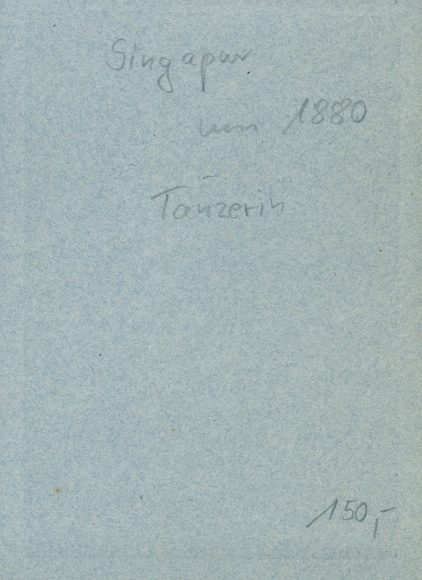 Singapur
um 1880
Tänzerin
150,-